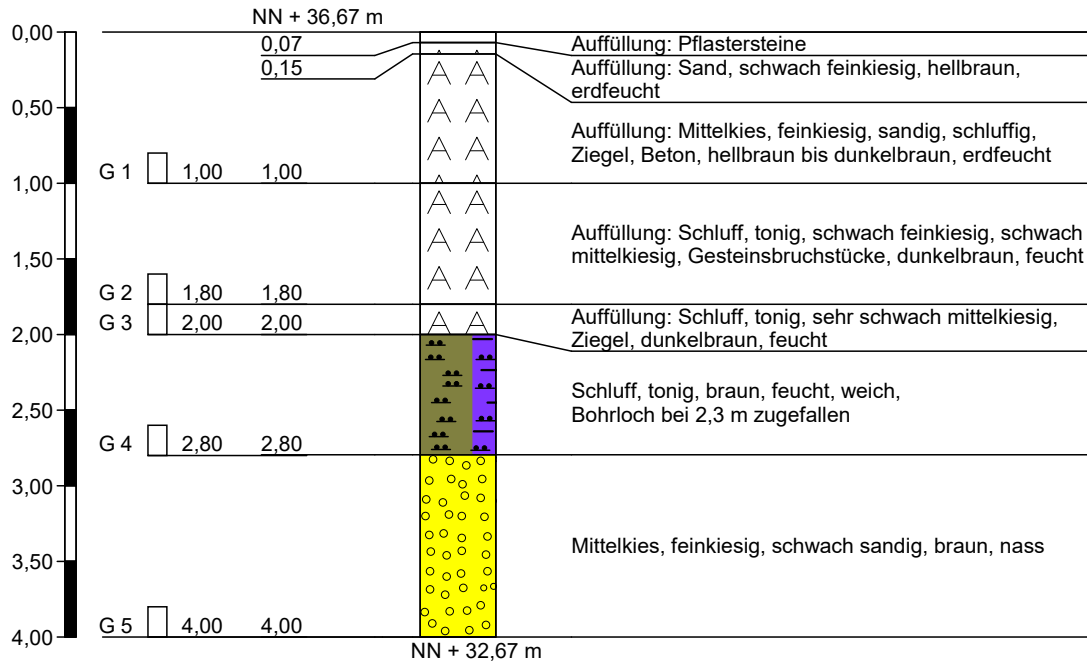 NN + 36,67 m
0,00
0,07
Auffüllung: Pflastersteine
0,15
Auffüllung: Sand, schwach feinkiesig, hellbraun,
erdfeucht
0,50
Auffüllung: Mittelkies, feinkiesig, sandig, schluffig,
Ziegel, Beton, hellbraun bis dunkelbraun, erdfeucht
G 1 1,00 1,00
1,00
Auffüllung: Schluff, tonig, schwach feinkiesig, schwach
mittelkiesig, Gesteinsbruchstücke, dunkelbraun, feucht
1,50
G 2 1,80 1,80
G 3 2,00 2,00
Auffüllung: Schluff, tonig, sehr schwach mittelkiesig,
Ziegel, dunkelbraun, feucht
2,00
Schluff, tonig, braun, feucht, weich,
Bohrloch bei 2,3 m zugefallen
2,50
G 4 2,80 2,80
3,00
Mittelkies, feinkiesig, schwach sandig, braun, nass
3,50
G 5 4,00 4,00
4,00
NN + 32,67 m